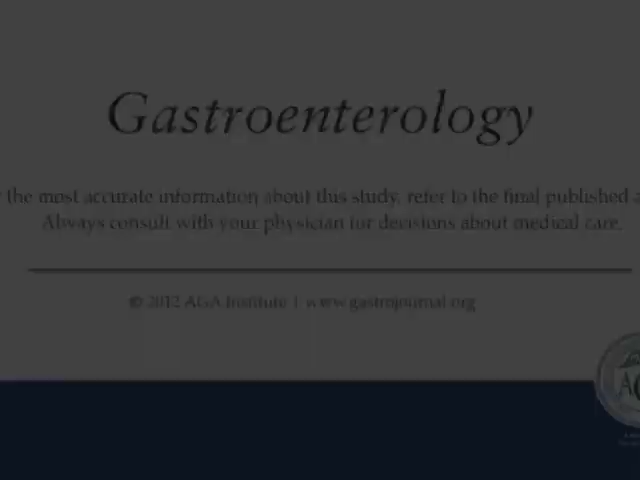 Gastroenterology
the most accurate information about this study, refer to the final published
Always consult with your physician for decisions about medical care.
© 2012 AGA Institute | www.gastrojournal.org